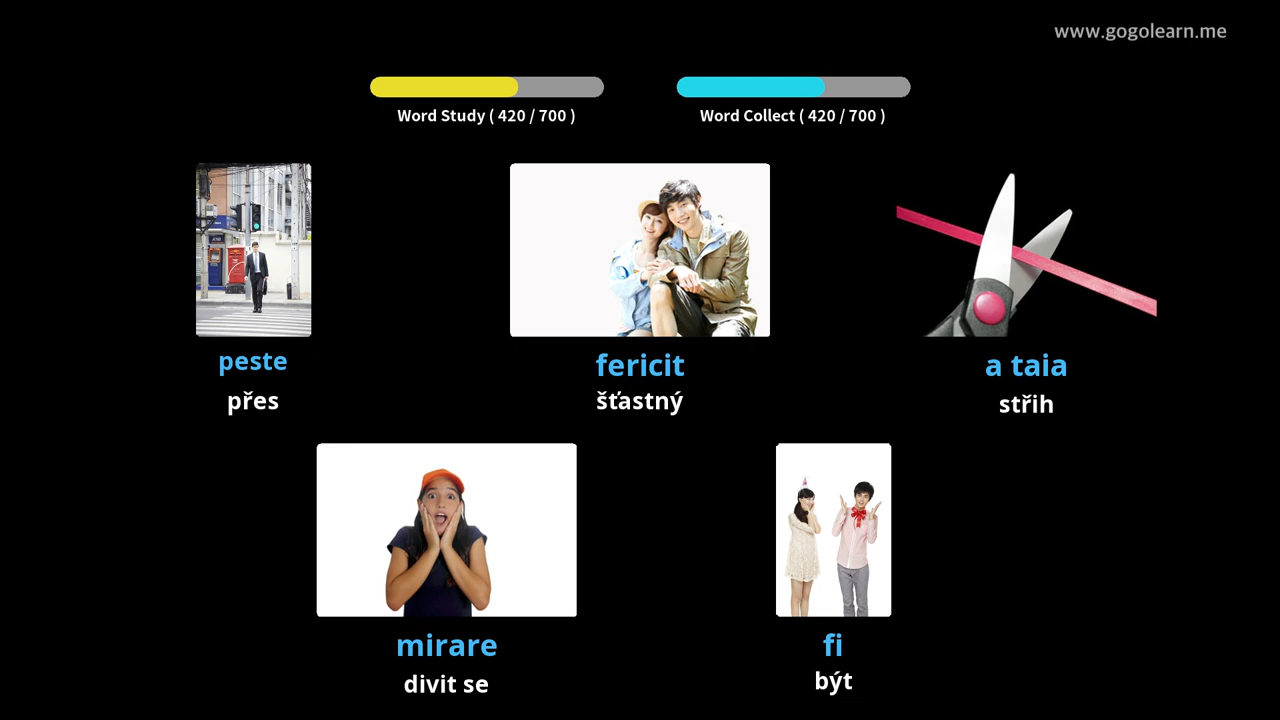 www.gogolearn.me
Word Study ( 420 / 700 )
Word Collect ( 420 / 700 )
peste
přes
fericit
šťastný
a taia
střih
mirare
divit se
fi
být